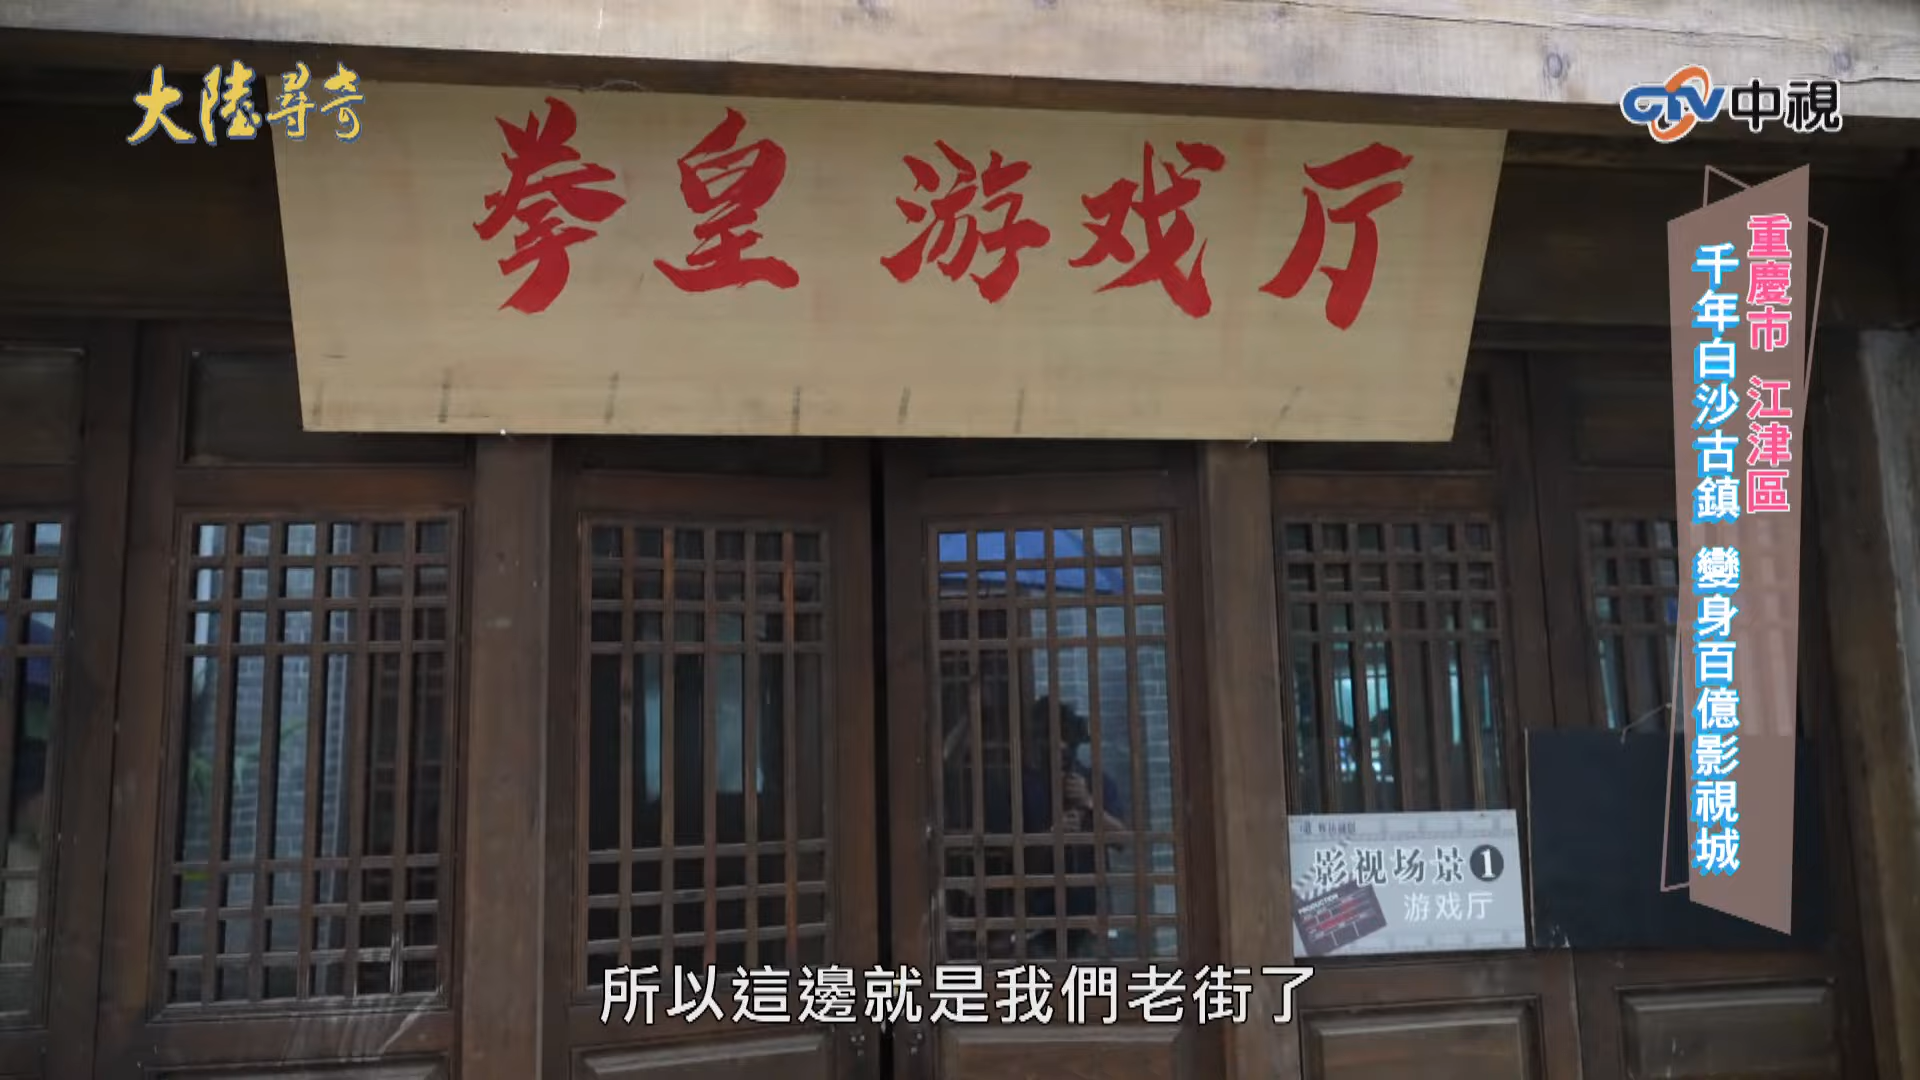 大陸尋奇
CTV中視
拳皇 游戏厅
重慶市 江津區
千年白沙古鎮 變身百億影視城
影视场景1
PRODUCTION
游戏厅
所以這邊就是我們老街了